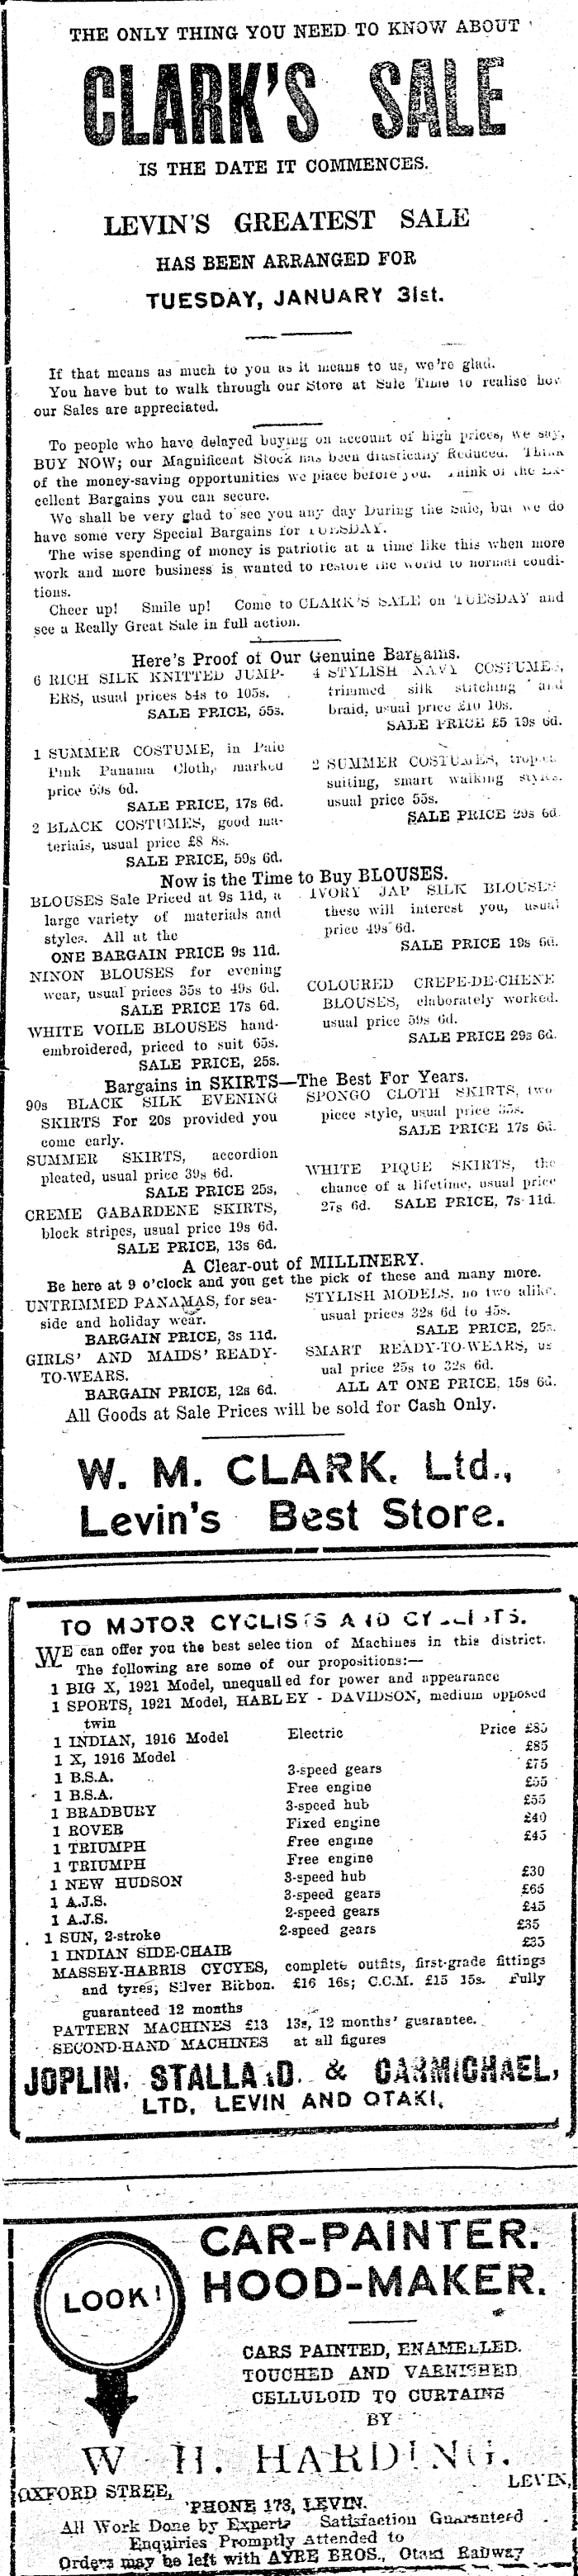 THE ONLY THING YOU NEED TO KNOW ABOUT
CLARK'S SALE
IS THE DATE IT COMMENCES.
LEVIN'S GREATEST SALE
HAS BEEN ARRANGED FOR
TUESDAY, JANUARY 31st.
If that means as much to you as it means to us, we're glad.
You have but to walk through our Store at Sale Time to realise how
our Sales are appreciated.
To people who have delayed buying on account of high prices, we say,
BUY NOW; our Magnificent Stock has been drastically Reduced. Think
of the money-saving opportunities we place before you. Think of the Ex-
cellent Bargains you can secure.
We shall be very glad to see you any day During the Sale, but we do
have some very Special Bargains for TUESDAY.
The wise spending of money is patriotic at a time like this when more
work and more business is wanted to restore the world to normal condi-
tions.
Cheer up! Smile up! Come to CLARK'S SALE on TUESDAY and
see a Really Great Sale in full action.
Here's Proof of Our Genuine Bargains.
6 RICH SILK KNITTED JUMP-
ERS, usual prices 84s to 105s.
SALE PRICE, 55s.
1 SUMMER COSTUME, in Pale
Pink Panama Cloth, marked
price 6d.
SALE PRICE, 17s 6d.
2 BLACK COSTUMES, good ma-
terials, usual price £8 8s.
SALE PRICE, 59s 6d.
4 STYLISH NAVY COSTUMES,
trimmed silk stitching and
braid, usual price £10 10s.
SALE PRICE £5 19s 6d.
2 SUMMER COSTUMES, tropical
suiting, smart walking styles.
usual price 55s.
SALE PRICE 29s 6d.
Now is the Time to Buy BLOUSES.
BLOUSES Sale Priced at 9s 11d, a
large variety of materials and
styles. All at the
ONE BARGAIN PRICE 9s 11d.
NINON BLOUSES for evening
wear, usual prices 35s to 49s 6d.
SALE PRICE 17s 6d.
WHITE VOILE BLOUSES hand-
embroidered, priced to suit 65s.
SALE PRICE, 25s.
IVORY JAP SILK BLOUSES
these will interest you, usual
price 49s 6d.
SALE PRICE 19s 6d.
COLOURED CREPE-DE-CHENE
BLOUSES, elaborately worked.
usual price 59s 6d.
SALE PRICE 29s 6d.
Bargains in SKIRTS—The Best For Years.
90s BLACK SILK EVENING
SKIRTS For 20s provided you
come early.
SUMMER SKIRTS, accordion
pleated, usual price 39s 6d.
SALE PRICE 25s,
CREME GABARDENE SKIRTS,
block stripes, usual price 19s 6d.
SALE PRICE, 13s 6d.
SPONGO CLOTH SKIRTS, two
piece style, usual price
SALE PRICE 17s 6d.
WHITE PIQUE SKIRTS, the
chance of a lifetime, usual price
27s 6d. SALE PRICE, 7s 11d.
A Clear-out of MILLINERY.
Be here at 9 o'clock and you get the pick of these and many more.
UNTRIMMED PANAMAS, for sea-
side and holiday wear.
BARGAIN PRICE, 3s 11d.
GIRLS' AND MAIDS' READY-
TO-WEARS.
BARGAIN PRICE, 12s 6d.
STYLISH MODELS, no two alike,
usual prices 32s 6d to 45s.
SALE PRICE, 25s.
SMART READY-TO-WEARS, us
ual price 25s to 32s 6d.
ALL AT ONE PRICE, 15s 6d.
All Goods at Sale Prices will be sold for Cash Only.
W. M. CLARK, Ltd.,
Levin's Best Store.
TO MOTOR CYCLISTS AND CYCLISTS.
WE can offer you the best selection of Machines in this district.
The following are some of our propositions:—
1 BIG X, 1921 Model, unequalled for power and appearance
1 SPORTS, 1921 Model, HARLEY - DAVIDSON, medium opposed
twin
1 INDIAN, 1916 Model Electric Price £85
1 X, 1916 Model £85
1 B.S.A. 3-speed gears £75
1 B.S.A. Free engine £55
1 BRADBURY 3-speed hub £55
1 ROVER Fixed engine £40
1 TRIUMPH Free engine £45
1 TRIUMPH Free engine
1 NEW HUDSON 3-speed hub £30
1 A.J.S. 3-speed gears £65
1 A.J.S. 2-speed gears £45
1 SUN, 2-stroke 2-speed gears £35
1 INDIAN SIDE-CHAIR £35
MASSEY-HARRIS CYCYES, complete outfits, first-grade fittings
and tyres; Silver Ribbon. £16 16s; C.C.M. £15 15s. Fully
guaranteed 12 months
PATTERN MACHINES £13 13s, 12 months' guarantee.
SECOND-HAND MACHINES at all figures
JOPLIN, STALLARD & CARMICHAEL,
LTD, LEVIN AND OTAKI,
LOOK!
CAR-PAINTER.
HOOD-MAKER.
CARS PAINTED, ENAMELLED.
TOUCHED AND VARNISHED
CELLULOID TO CURTAINS
BY
W H. HARDING.
OXFORD STREE, LEVIN,
'PHONE 173, LEVIN.
All Work Done by Experts Satisfaction Guaranteed
Enquiries Promptly Attended to
Orders may be left with AYRE BROS., Otaki Railway